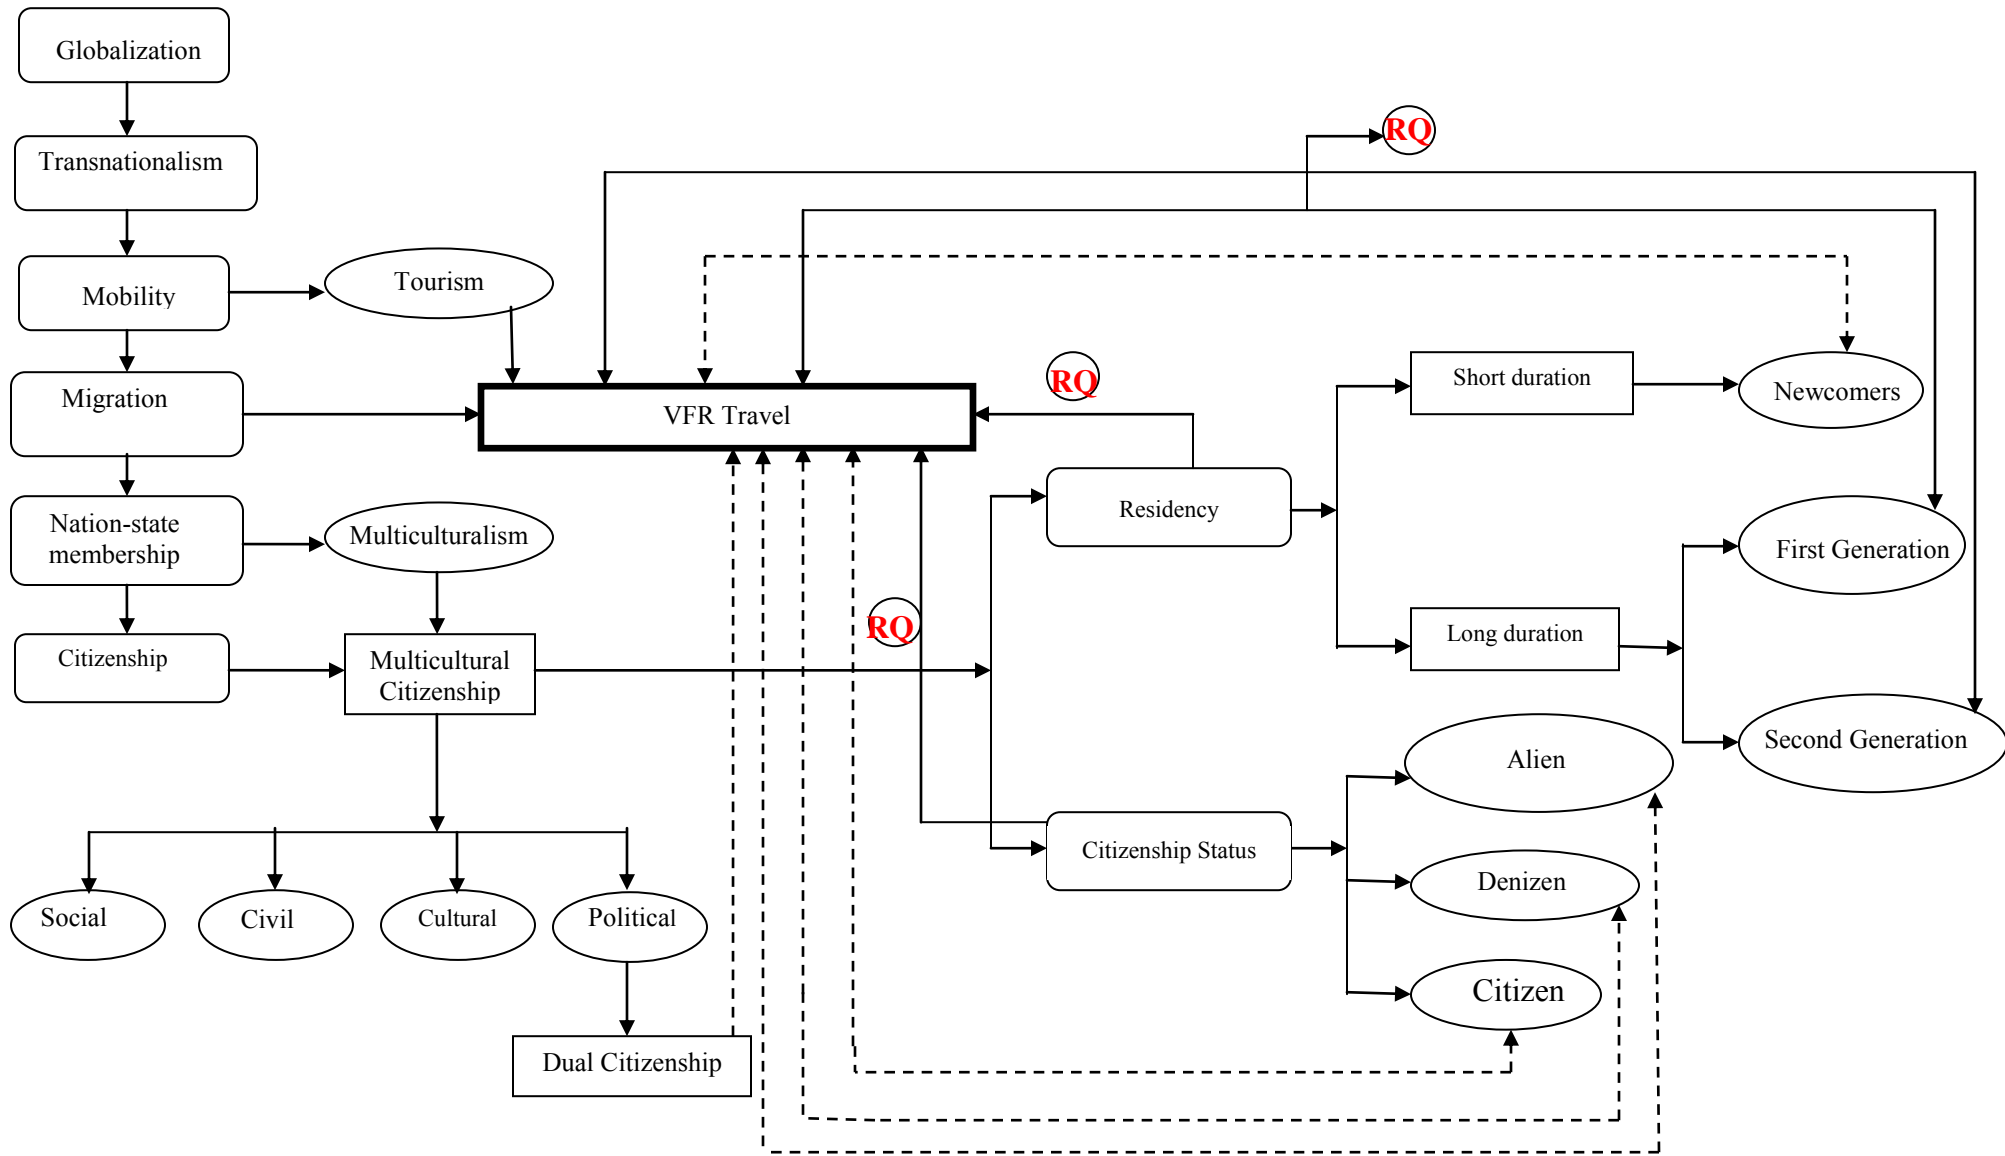 Globalization
RQ
Transnationalism
Mobility
Tourism
Migration
VFR Travel
RQ
Short duration
Newcomers
Nation-state
membership
Multiculturalism
Residency
First Generation
Citizenship
Multicultural
Citizenship
RQ
Long duration
Second Generation
Alien
Citizenship Status
Denizen
Social
Civil
Cultural
Political
Citizen
Dual Citizenship